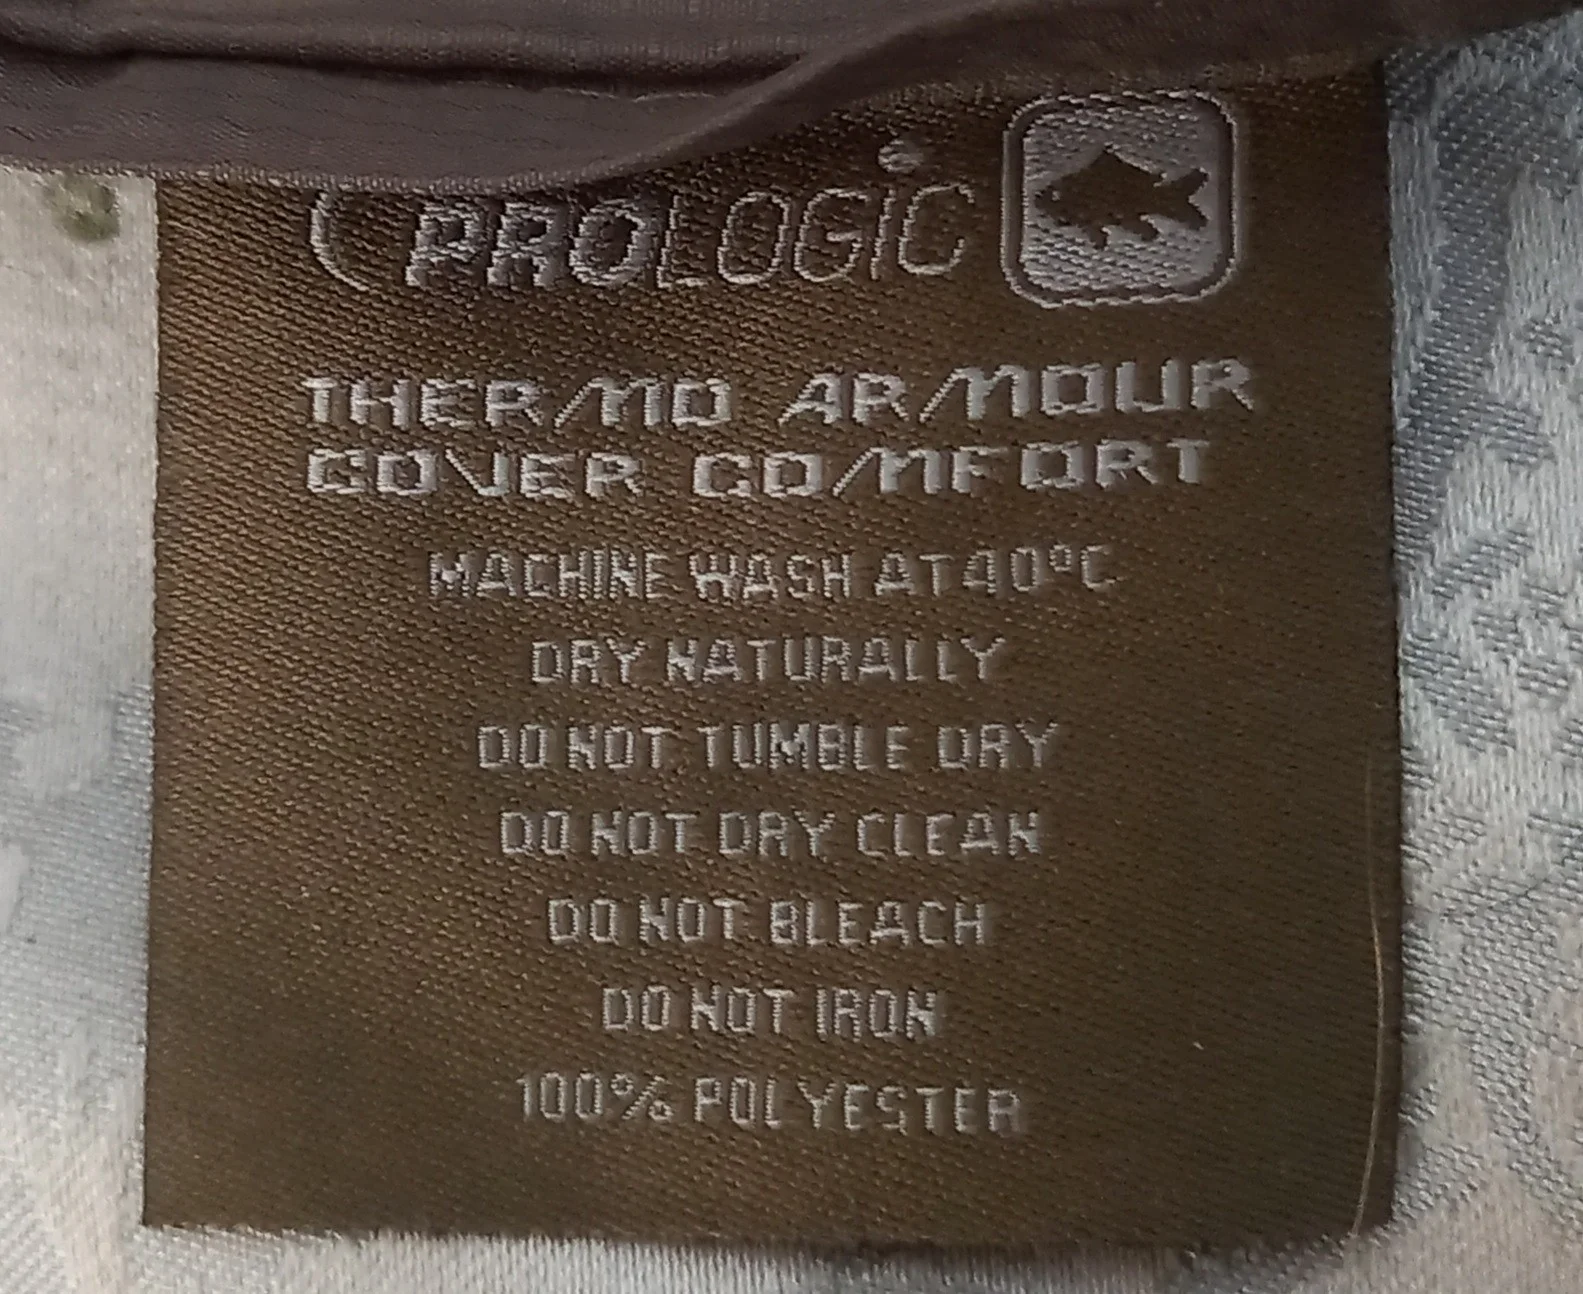 PROLOGIC
THERMO ARMOUR
COVER COMFORT
MACHINE WASH AT 40ºC
DRY NATURALLY
DO NOT TUMBLE DRY
DO NOT DRY CLEAN
DO NOT BLEACH
DO NOT IRON
100% POLYESTER